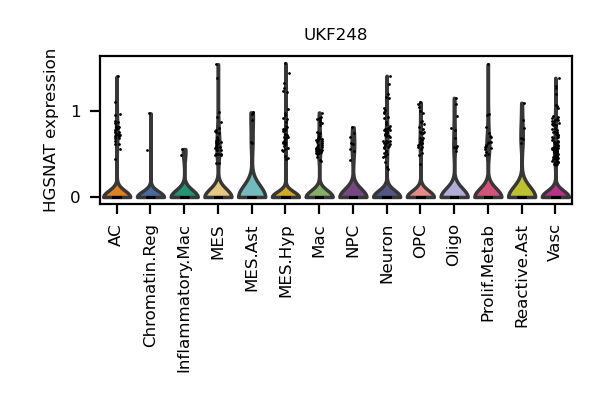 UKF248
HGSNAT expression
1
0
AC
Chromatin.Reg
Inflammatory.Mac
MES
MES.Ast
MES.Hyp
Mac
NPC
Neuron
OPC
Oligo
Prolif.Metab
Reactive.Ast
Vasc